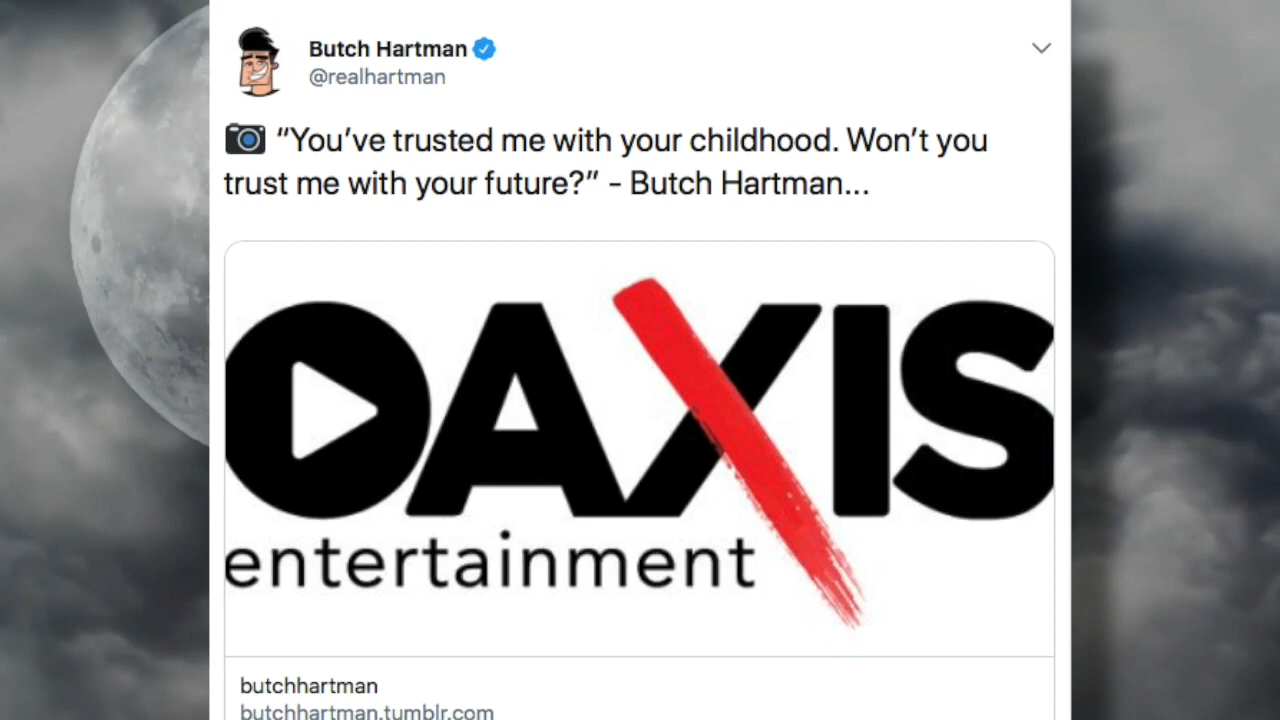 Butch Hartman
@realhartman
“You’ve trusted me with your childhood. Won’t you
trust me with your future?” - Butch Hartman...
OAXIS
entertainment
butchhartman
butchhartman.tumblr.com